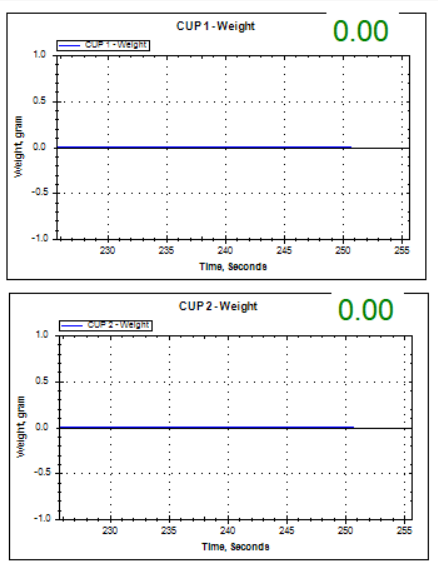 CUP 1 - Weight
0.00
CUP 1 - Weight
1.0
0.5
0.0
-0.5
-1.0
Weight, gram
230 235 240 245 250 255
Time, Seconds
CUP 2 - Weight
0.00
CUP 2 - Weight
1.0
0.5
0.0
-0.5
-1.0
Weight, gram
230 235 240 245 250 255
Time, Seconds